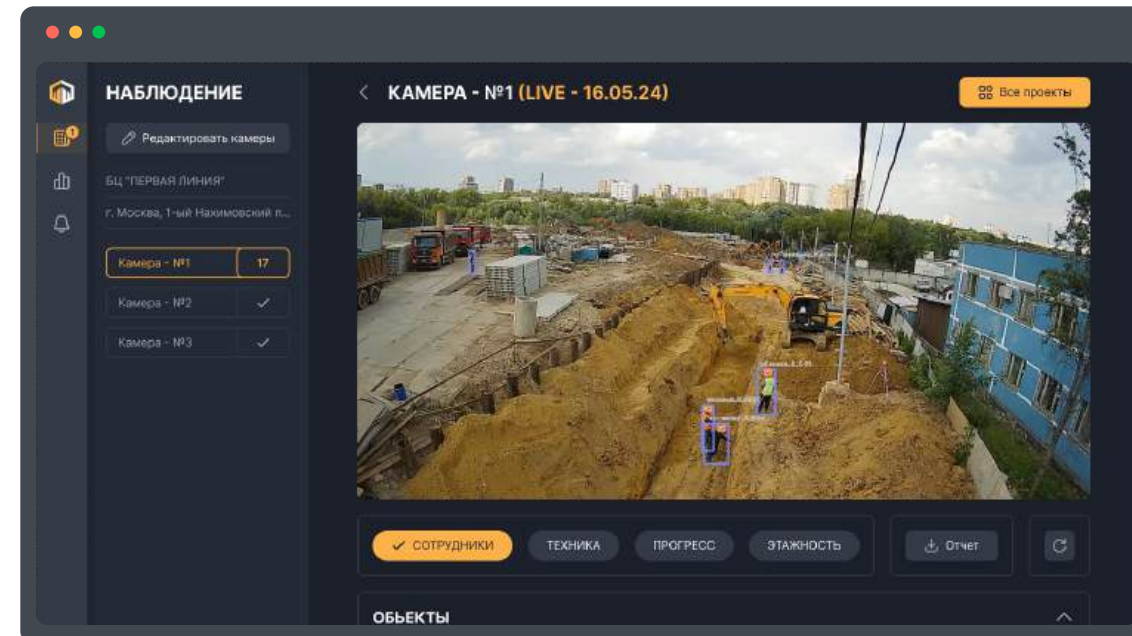 НАБЛЮДЕНИЕ
Редактировать камеры
БЦ "ПЕРВАЯ ЛИНИЯ"
г. Москва, 1-ый Нахимовский п...
Камера - №1 17
Камера - №2
Камера - №3
1
КАМЕРА - №1 (LIVE - 16.05.24)
Все проекты
СОТРУДНИКИ
ТЕХНИКА
ПРОГРЕСС
ЭТАЖНОСТЬ
Отчет
ОБЬЕКТЫ